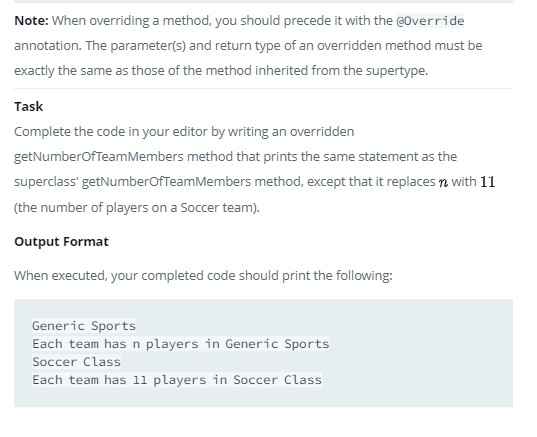 Note: When overriding a method, you should precede it with the @Override
annotation. The parameter(s) and return type of an overridden method must be
exactly the same as those of the method inherited from the supertype.
Task
Complete the code in your editor by writing an overridden
getNumberOfTeamMembers method that prints the same statement as the
superclass' getNumberOfTeamMembers method, except that it replaces n with 11
(the number of players on a Soccer team).
Output Format
When executed, your completed code should print the following:
Generic Sports
Each team has n players in Generic Sports
Soccer Class
Each team has 11 players in Soccer Class